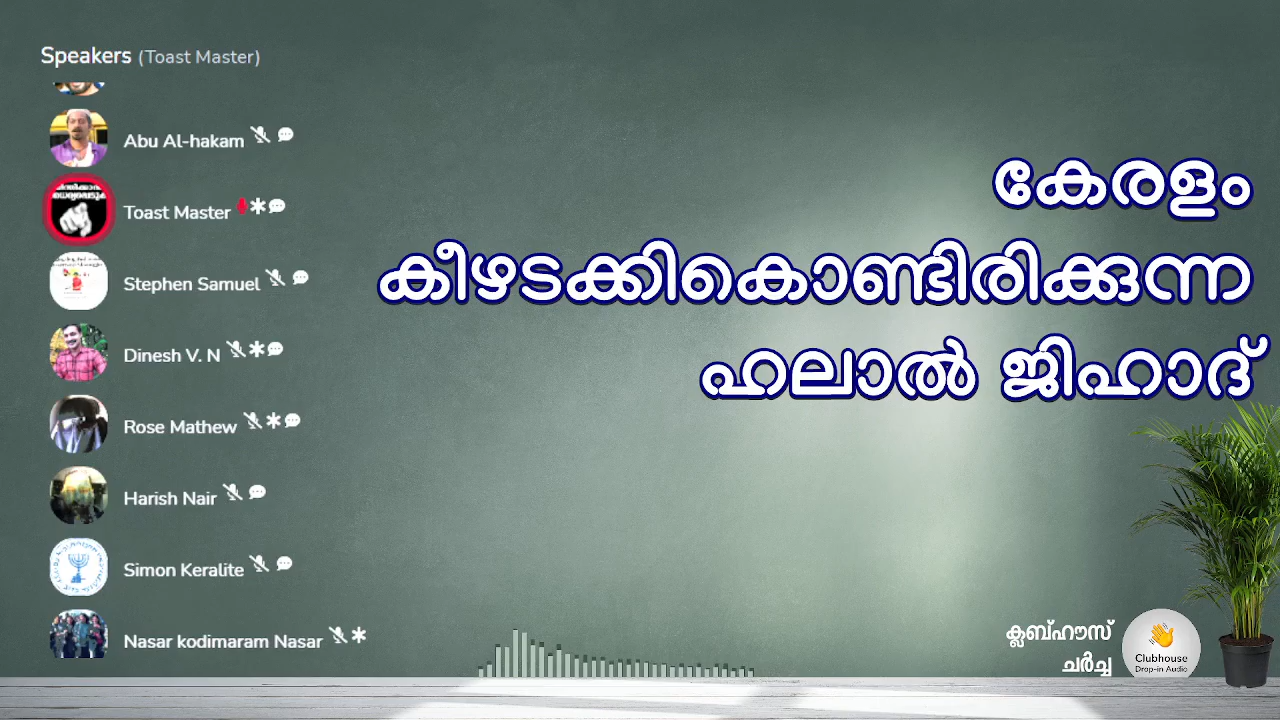 Speakers (Toast Master)
Abu Al-hakam
Toast Master
Stephen Samuel
Dinesh V. N
Rose Mathew
Harish Nair
Simon Keralite
Nasar kodimaram Nasar
കേരളം
കീഴടക്കികൊണ്ടിരിക്കുന്ന
ഹലാൽ ജിഹാദ്
ക്ലബ്ഹൗസ്
ചർച്ച
Clubhouse
Drop-in Audio